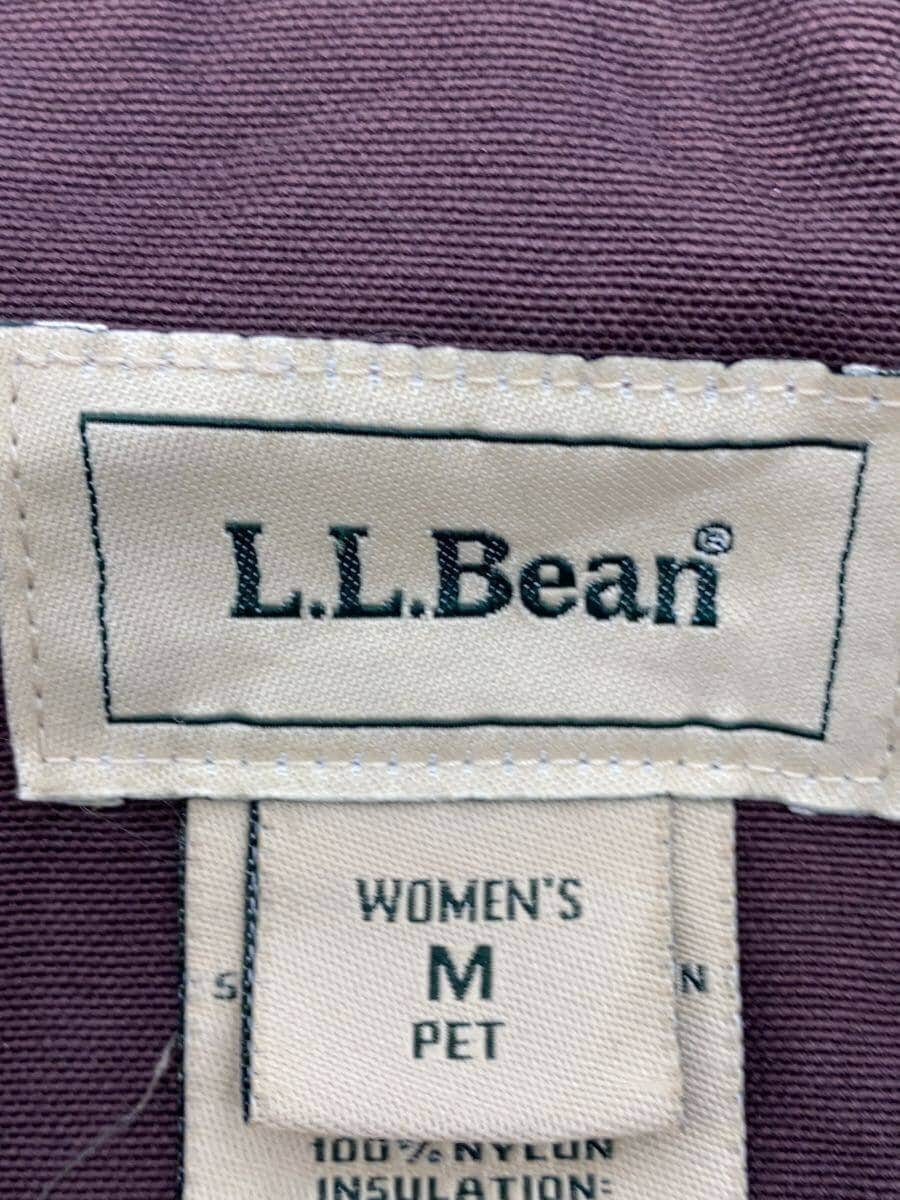 L.L.Bean®
WOMEN'S
M
PET
100% NYLON
INSULATION: